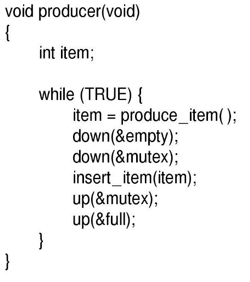 void producer(void)
{
int item;
while (TRUE) {
item = produce_item( );
down(&empty);
down(&mutex);
insert_item(item);
up(&mutex);
up(&full);
}
}